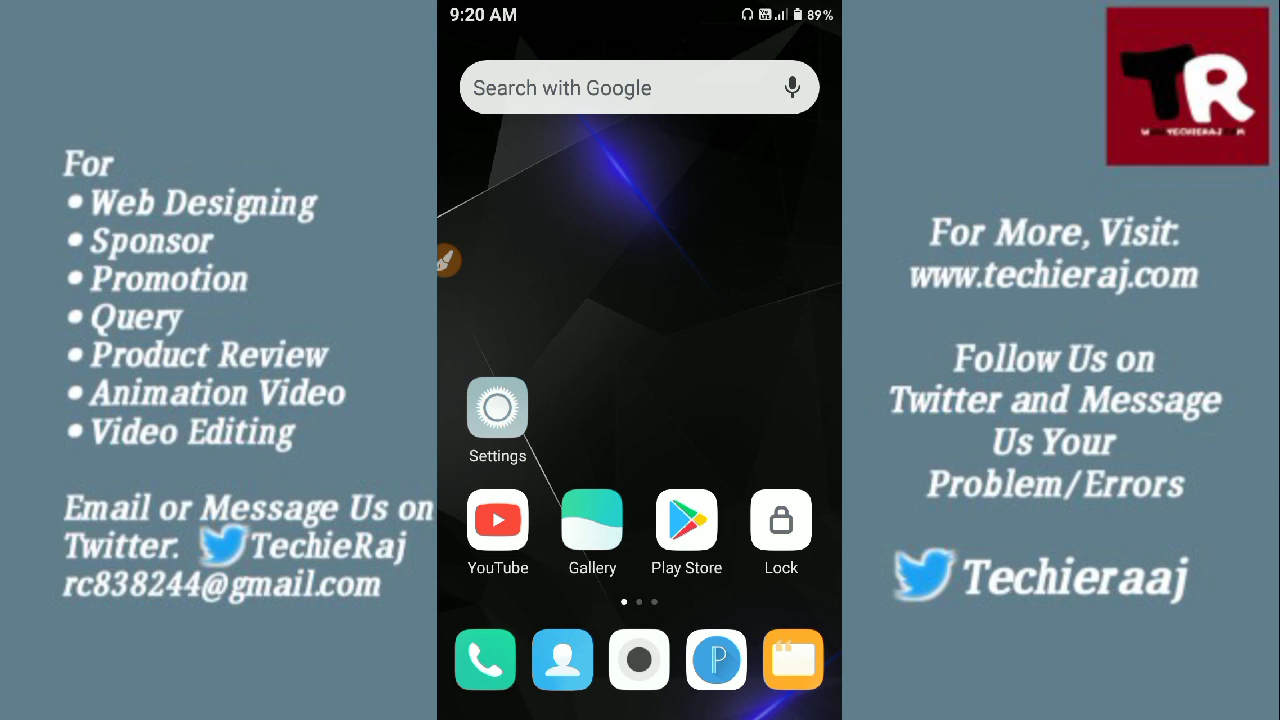 For
• Web Designing
• Sponsor
• Promotion
• Query
• Product Review
• Animation Video
• Video Editing
Email or Message Us on
Twitter. TechieRaj
rc838244@gmail.com
9:20 AM
89%
Search with Google
Settings
YouTube
Gallery
Play Store
Lock
P
TR
For More, Visit:
www.techieraj.com
Follow Us on
Twitter and Message
Us Your
Problem/Errors
Techieraaj